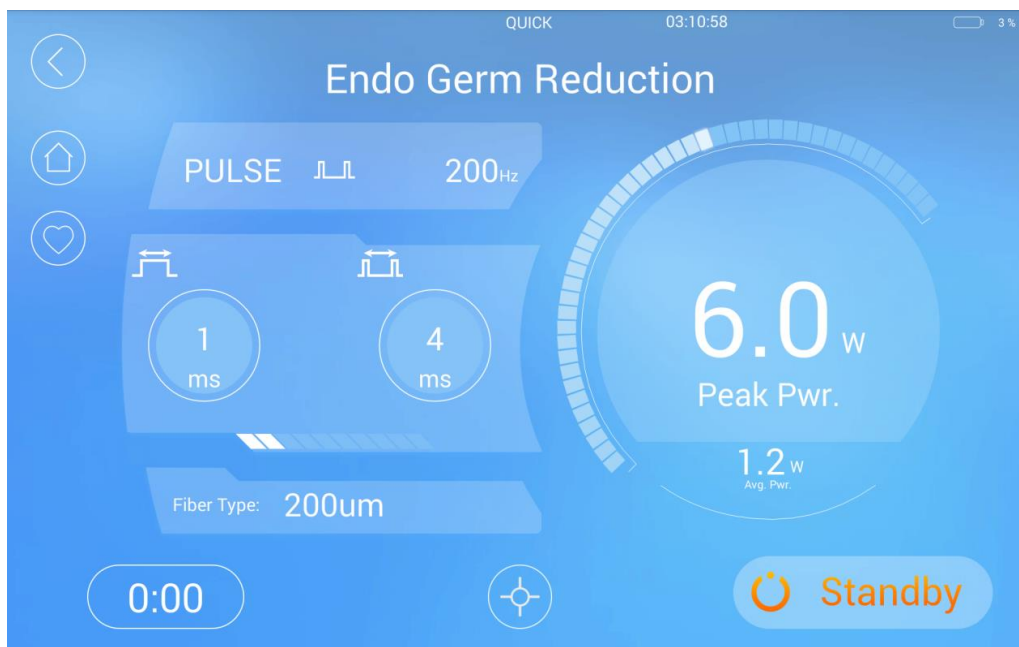 QUICK 03:10:58 3 %
Endo Germ Reduction
PULSE 200Hz
1 ms
4 ms
6.0 W
Peak Pwr.
1.2 W
Avg. Pwr.
Fiber Type: 200um
0:00
Standby